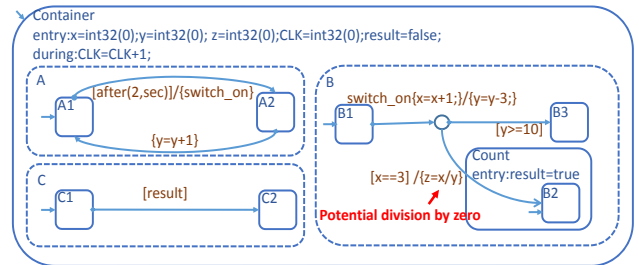 Container
entry:x=int32(0);y=int32(0); z=int32(0);CLK=int32(0);result=false;
during:CLK=CLK+1;
A
[after(2,sec)]/{switch_on}
A1
A2
{y=y+1}
B
switch_on{x=x+1;}/{y=y-3;}
B1
B3
[y>=10]
Count
entry:result=true
[x==3] /{z=x/y}
B2
Potential division by zero
C
[result]
C1
C2